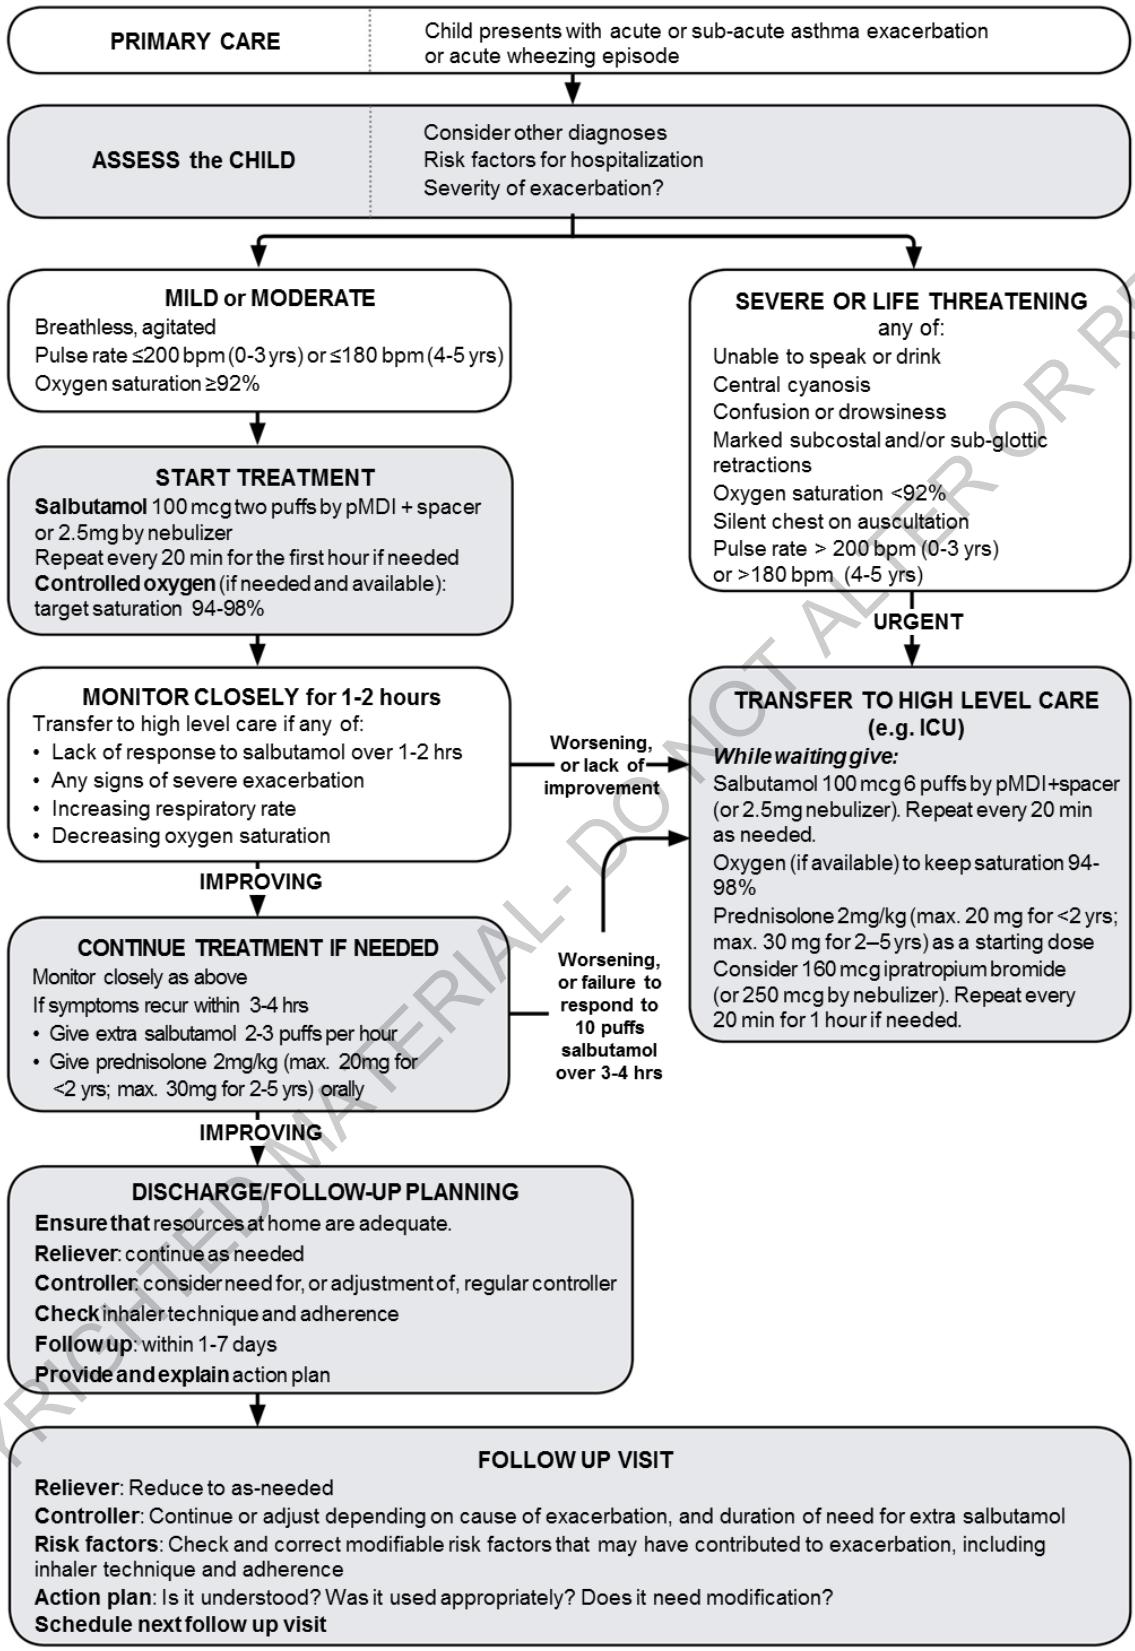 PRIMARY CARE
Child presents with acute or sub-acute asthma exacerbation
or acute wheezing episode
ASSESS the CHILD
Consider other diagnoses
Risk factors for hospitalization
Severity of exacerbation?
MILD or MODERATE
Breathless, agitated
Pulse rate ≤200 bpm (0-3 yrs) or ≤180 bpm (4-5 yrs)
Oxygen saturation ≥92%
SEVERE OR LIFE THREATENING
any of:
Unable to speak or drink
Central cyanosis
Confusion or drowsiness
Marked subcostal and/or sub-glottic
retractions
Oxygen saturation <92%
Silent chest on auscultation
Pulse rate > 200 bpm (0-3 yrs)
or >180 bpm (4-5 yrs)
START TREATMENT
Salbutamol 100 mcg two puffs by pMDI + spacer
or 2.5mg by nebulizer
Repeat every 20 min for the first hour if needed
Controlled oxygen (if needed and available):
target saturation 94-98%
URGENT
MONITOR CLOSELY for 1-2 hours
Transfer to high level care if any of:
• Lack of response to salbutamol over 1-2 hrs
• Any signs of severe exacerbation
• Increasing respiratory rate
• Decreasing oxygen saturation
Worsening,
or lack of
improvement
TRANSFER TO HIGH LEVEL CARE
(e.g. ICU)
While waiting give:
Salbutamol 100 mcg 6 puffs by pMDI+spacer
(or 2.5mg nebulizer). Repeat every 20 min
as needed.
Oxygen (if available) to keep saturation 94-
98%
Prednisolone 2mg/kg (max. 20 mg for <2 yrs;
max. 30 mg for 2–5 yrs) as a starting dose
Consider 160 mcg ipratropium bromide
(or 250 mcg by nebulizer). Repeat every
20 min for 1 hour if needed.
IMPROVING
CONTINUE TREATMENT IF NEEDED
Monitor closely as above
If symptoms recur within 3-4 hrs
• Give extra salbutamol 2-3 puffs per hour
• Give prednisolone 2mg/kg (max. 20mg for
<2 yrs; max. 30mg for 2-5 yrs) orally
Worsening,
or failure to
respond to
10 puffs
salbutamol
over 3-4 hrs
IMPROVING
DISCHARGE/FOLLOW-UP PLANNING
Ensure that resources at home are adequate.
Reliever: continue as needed
Controller: consider need for, or adjustment of, regular controller
Check inhaler technique and adherence
Follow up: within 1-7 days
Provide and explain action plan
FOLLOW UP VISIT
Reliever: Reduce to as-needed
Controller: Continue or adjust depending on cause of exacerbation, and duration of need for extra salbutamol
Risk factors: Check and correct modifiable risk factors that may have contributed to exacerbation, including
inhaler technique and adherence
Action plan: Is it understood? Was it used appropriately? Does it need modification?
Schedule next follow up visit
YRIGHTED MATERIAL- DO NOT ALTER OR RE